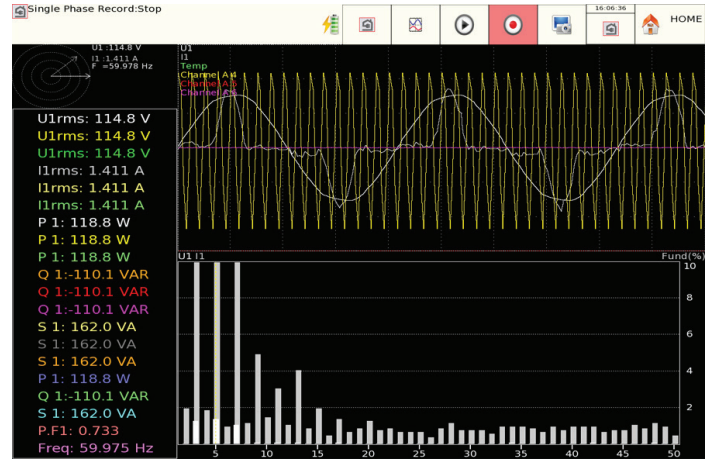 Single Phase Record:Stop
16:06:36
HOME
U1 :114.8 V
I1 :1.411 A
F =59.978 Hz
U1
I1
Temp
Channel A 4
Channel A 5
U1rms: 114.8 V
U1rms: 114.8 V
U1rms: 114.8 V
I1rms: 1.411 A
I1rms: 1.411 A
I1rms: 1.411 A
P 1: 118.8 W
P 1: 118.8 W
P 1: 118.8 W
Q 1:-110.1 VAR
Q 1:-110.1 VAR
Q 1:-110.1 VAR
S 1: 162.0 VA
S 1: 162.0 VA
S 1: 162.0 VA
P 1: 118.8 W
Q 1:-110.1 VAR
S 1: 162.0 VA
P.F1: 0.733
Freq: 59.975 Hz
U1 I1
Fund(%)
10
8
6
4
2
5 10 15 20 25 30 35 40 45 50